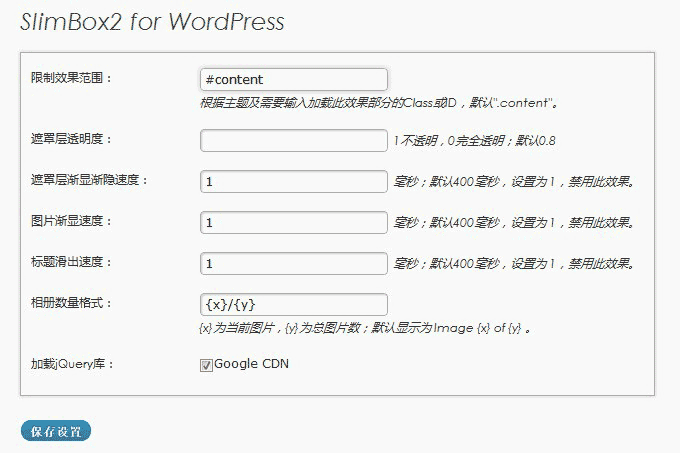 SlimBox2 for WordPress
限制效果范围： #content
根据主题及需要输入加载此效果部分的Class或ID，默认".content"。
遮罩层透明度： 1不透明，0完全透明；默认0.8
遮罩层渐显渐隐速度： 1 毫秒；默认400毫秒，设置为1，禁用此效果。
图片渐显速度： 1 毫秒；默认400毫秒，设置为1，禁用此效果。
标题滑出速度： 1 毫秒；默认400毫秒，设置为1，禁用此效果。
相册数量格式： {x}/{y}
{x}为当前图片，{y}为总图片数；默认显示为Image {x} of {y} 。
加载jQuery库： Google CDN
保存设置